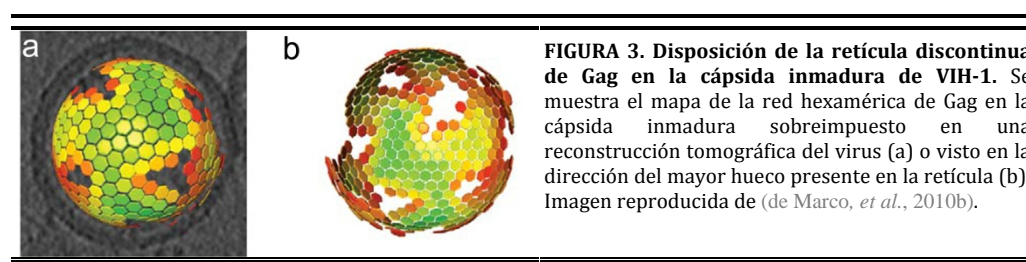 a
b
FIGURA 3. Disposición de la retícula discontinua
de Gag en la cápsida inmadura de VIH-1. Se
muestra el mapa de la red hexamérica de Gag en la
cápsida inmadura sobreimpuesto en una
reconstrucción tomográfica del virus (a) o visto en la
dirección del mayor hueco presente en la retícula (b)
Imagen reproducida de (de Marco, et al., 2010b).